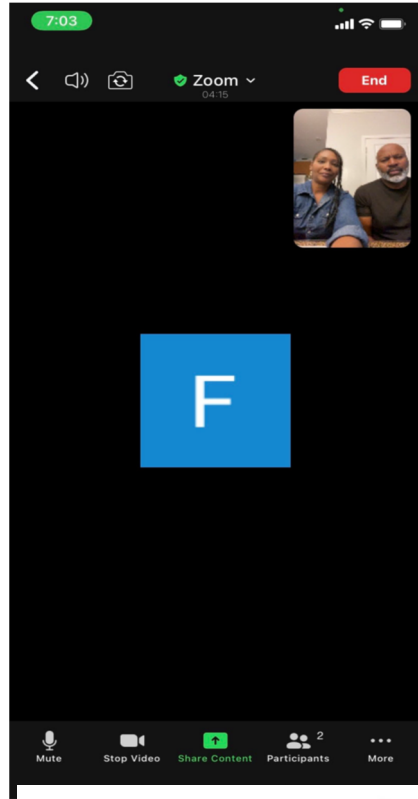 7:03
Zoom
End
04:15
F
2
Mute
Stop Video
Share Content
Participants
More